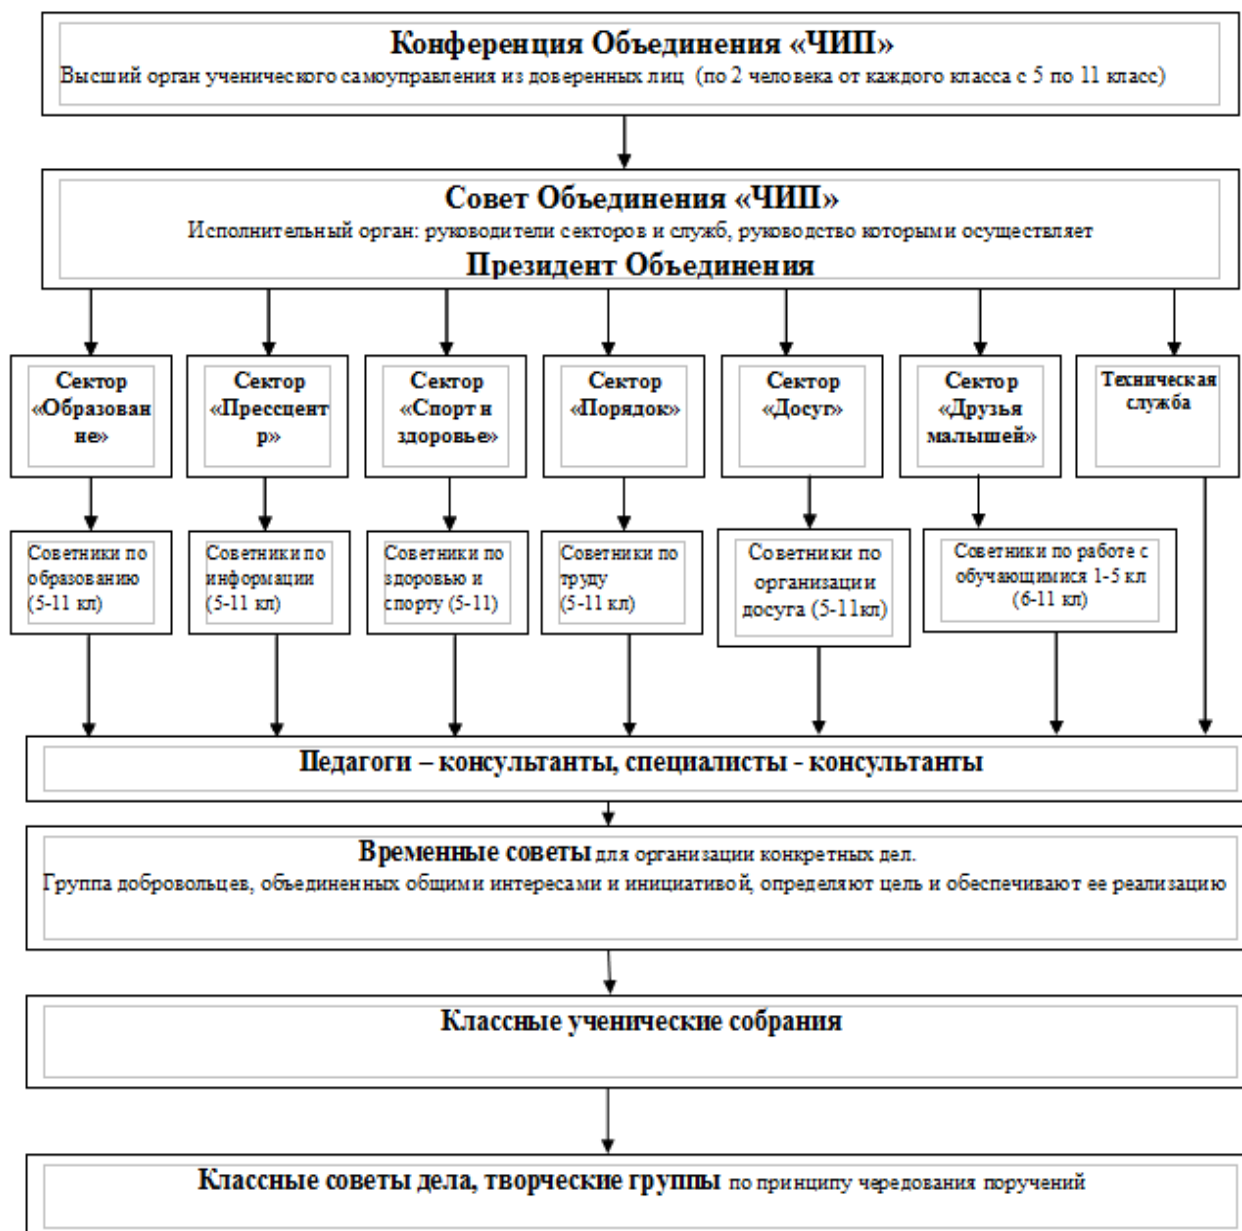 Конференция Объединения «ЧИП»
Высший орган ученического самоуправления из доверенных лиц (по 2 человека от каждого класса с 5 по 11 класс)
Совет Объединения «ЧИП»
Исполнительный орган: руководители секторов и служб, руководство которыми осуществляет
Президент Объединения
Сектор
«Образован
ие»
Сектор
«Прессцент
р»
Сектор
«Спорт и
здоровье»
Сектор
«Порядок»
Сектор
«Досуг»
Сектор
«Друзья
малышей»
Техническая
служба
Советники по
образованию
(5-11 кл)
Советники по
информации
(5-11 кл)
Советники по
здоровью и
спорту (5-11)
Советники по
труду
(5-11 кл)
Советники по
организации
досуга (5-11кл)
Советники по работе с
обучающимися 1-5 кл
(6-11 кл)
Педагоги – консультанты, специалисты - консультанты
Временные советы для организации конкретных дел.
Группа добровольцев, объединенных общими интересами и инициативой, определяют цель и обеспечивают ее реализацию
Классные ученические собрания
Классные советы дела, творческие группы по принципу чередования поручений